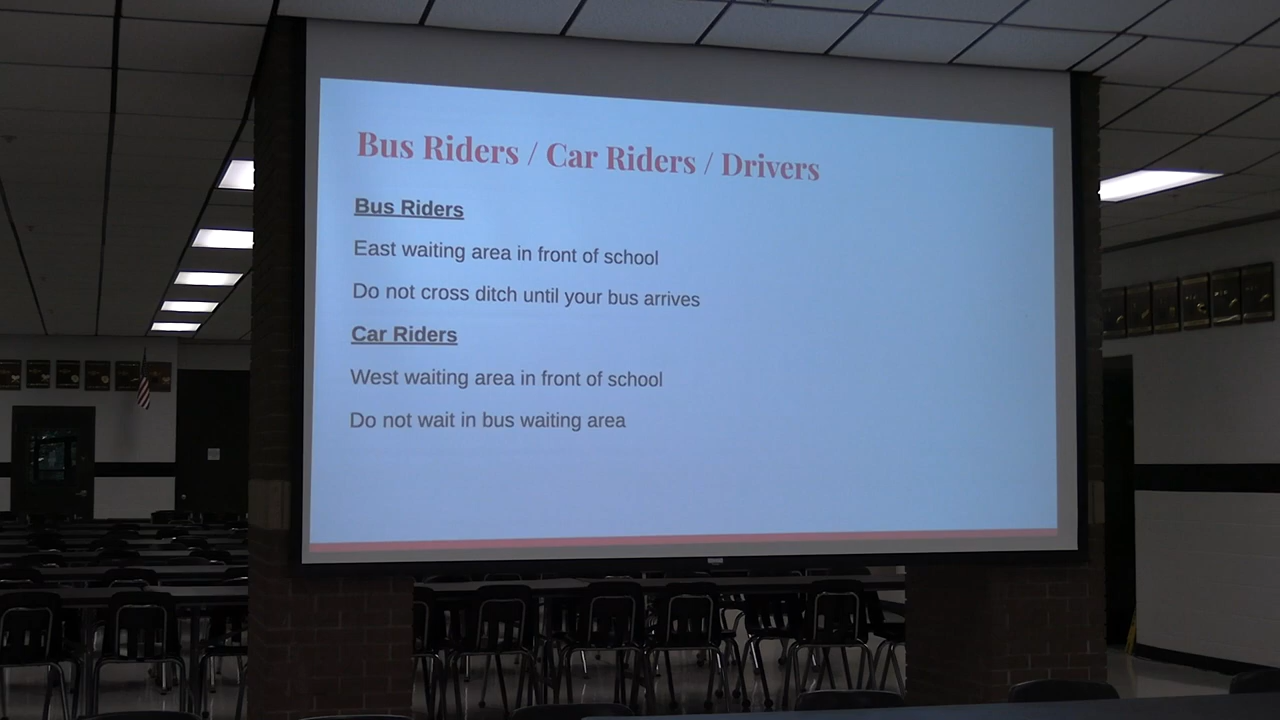 Bus Riders / Car Riders / Drivers
Bus Riders
East waiting area in front of school
Do not cross ditch until your bus arrives
Car Riders
West waiting area in front of school
Do not wait in bus waiting area